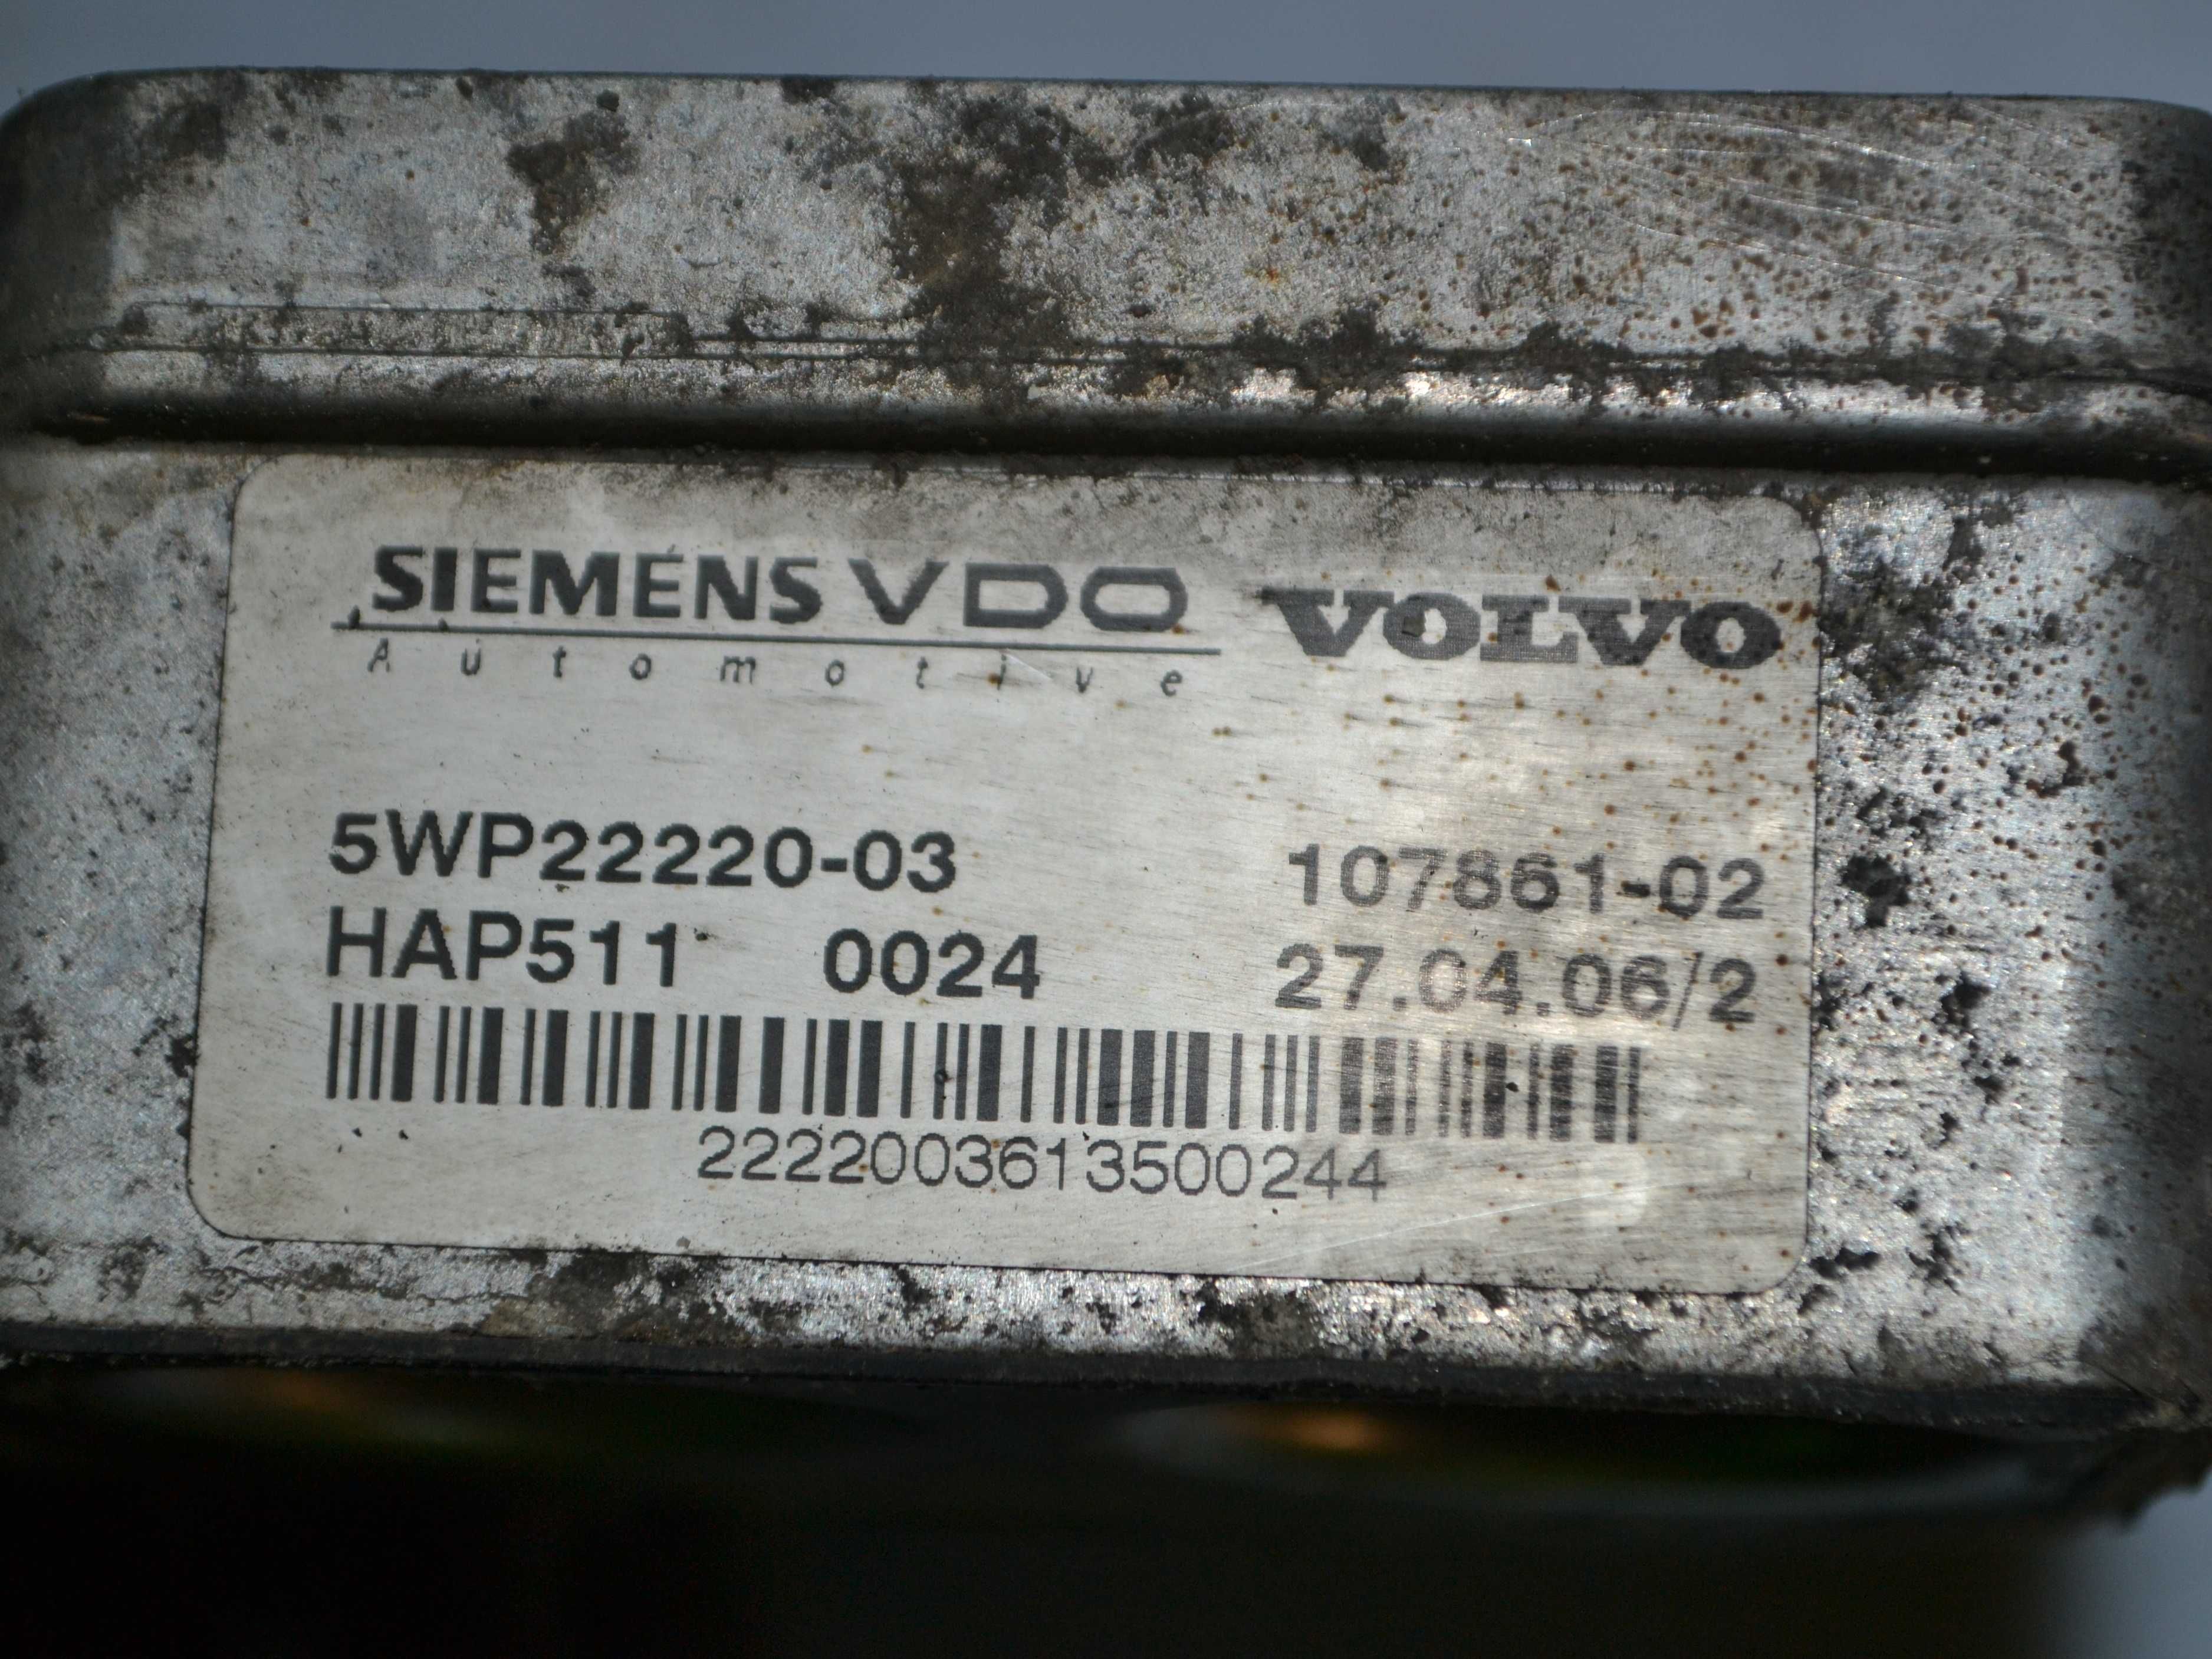 SIEMENS VDO VOLVO
Automotive
5WP22220-03 107861-02
HAP511 0024 27.04.06/2
2222003613500244